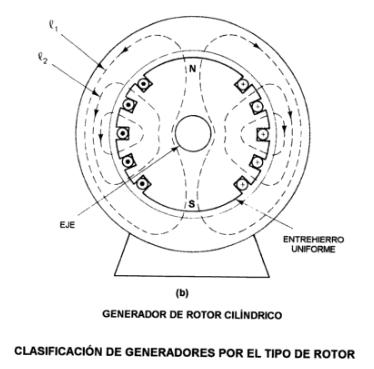 ℓ₁
ℓ₂
N
S
EJE
ENTREHIERRO
UNIFORME
(b)
GENERADOR DE ROTOR CILÍNDRICO
CLASIFICACIÓN DE GENERADORES POR EL TIPO DE ROTOR